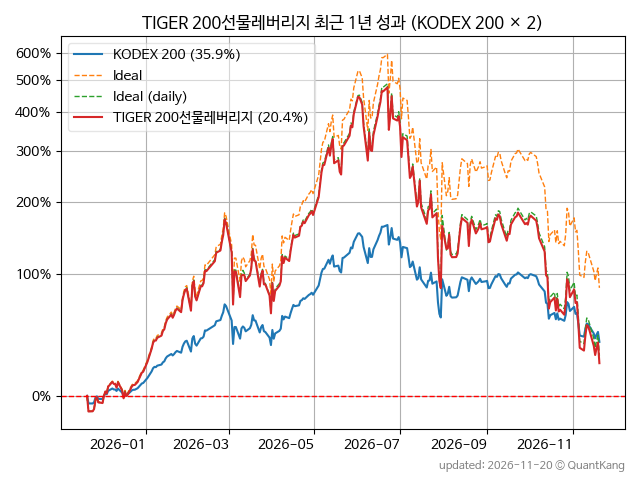 TIGER 200선물레버리지 최근 1년 성과 (KODEX 200 × 2)
600%
500%
400%
300%
200%
100%
0%
KODEX 200 (35.9%)
Ideal
Ideal (daily)
TIGER 200선물레버리지 (20.4%)
2026-01
2026-03
2026-05
2026-07
2026-09
2026-11
updated: 2026-11-20 © QuantKang